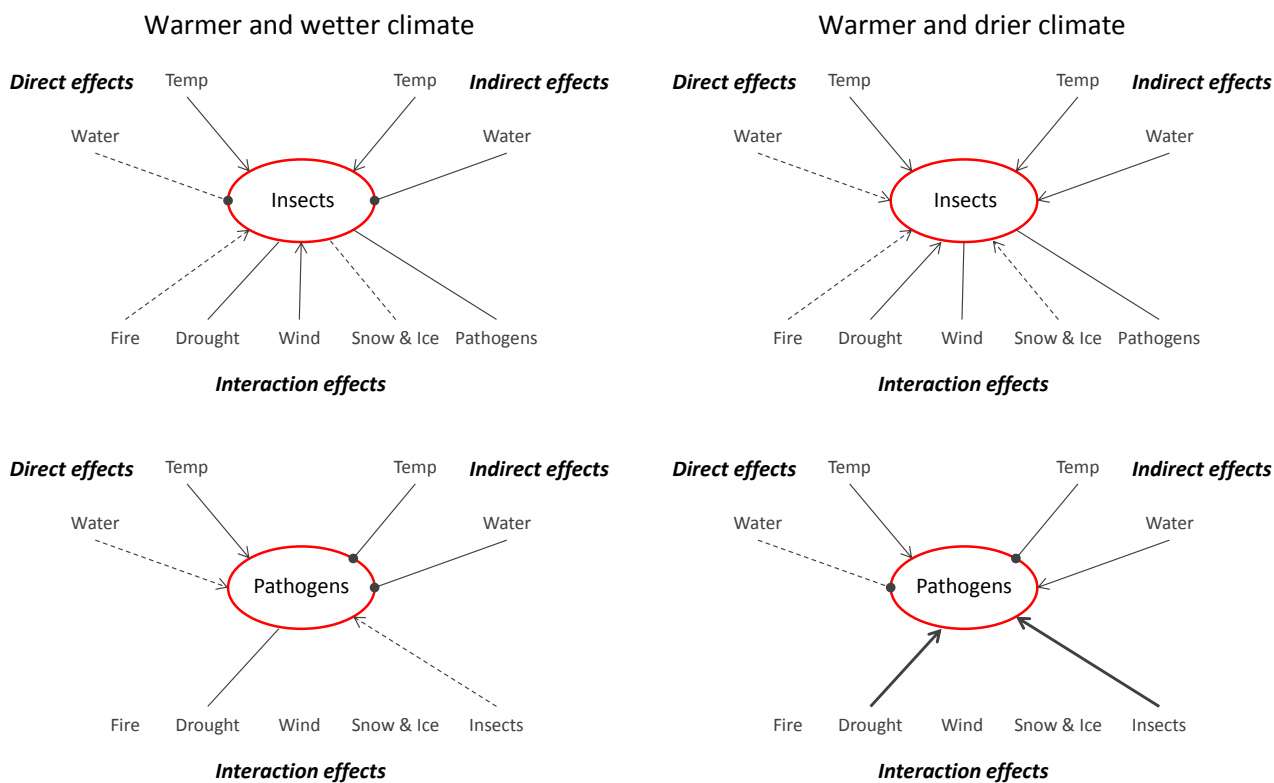 Warmer and wetter climate
Warmer and drier climate
Direct effects
Temp
Temp
Indirect effects
Water
Water
Insects
Fire
Drought
Wind
Snow & Ice
Pathogens
Interaction effects
Direct effects
Temp
Temp
Indirect effects
Water
Water
Insects
Fire
Drought
Wind
Snow & Ice
Pathogens
Interaction effects
Direct effects
Temp
Temp
Indirect effects
Water
Water
Pathogens
Fire
Drought
Wind
Snow & Ice
Insects
Interaction effects
Direct effects
Temp
Temp
Indirect effects
Water
Water
Pathogens
Fire
Drought
Wind
Snow & Ice
Insects
Interaction effects